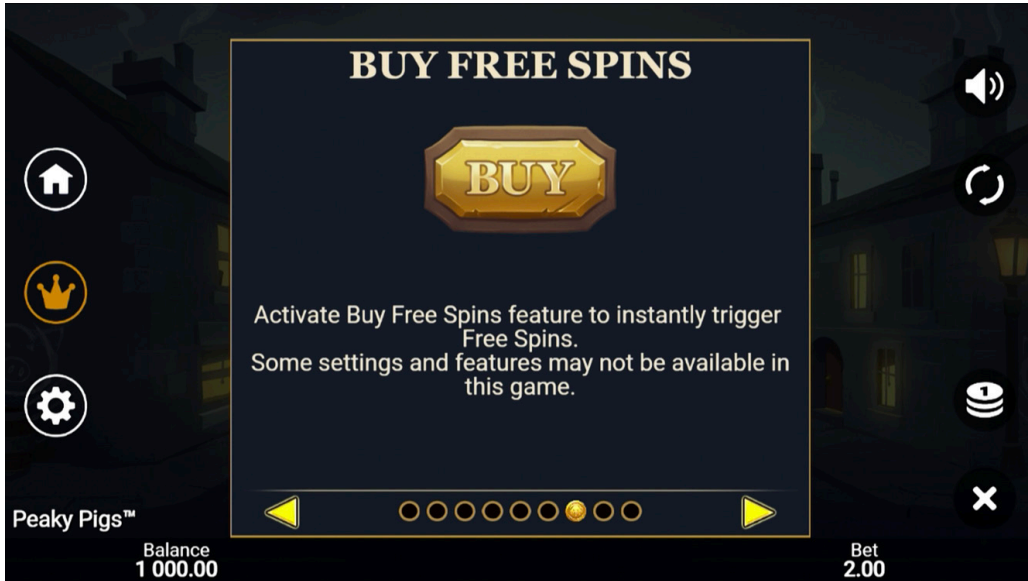 BUY FREE SPINS
BUY
Activate Buy Free Spins feature to instantly trigger
Free Spins.
Some settings and features may not be available in
this game.
1
Peaky Pigs™
Balance
1 000.00
Bet
2.00